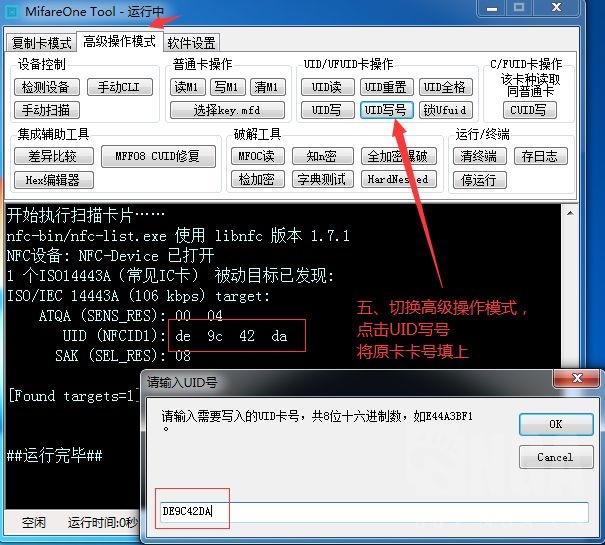 MifareOne Tool - 运行中
复制卡模式 高级操作模式 软件设置
设备控制 普通卡操作 UID/UFUID卡操作 C/FUID卡操作
检测设备 手动CLI 读M1 写M1 清M1 UID读 UID重置 UID全格 该卡种读取
同普通卡
手动扫描 选择key.mfd UID写 UID写号 锁Ufuid CUID写
集成辅助工具 破解工具 运行/终端
差异比较 MFF08 CUID修复 MFOC读 知n密 全加密爆破 清终端 存日志
Hex编辑器 检加密 字典测试 HardNested 停运行
开始执行扫描卡片……
nfc-bin/nfc-list.exe 使用 libnfc 版本 1.7.1
NFC设备: NFC-Device 已打开
1 个ISO14443A（常见IC卡） 被动目标已发现:
ISO/IEC 14443A (106 kbps) target:
ATQA (SENS_RES): 00 04
UID (NFCID1): de 9c 42 da
SAK (SEL_RES): 08
[Found targets=1]
##运行完毕##
五、切换高级操作模式，
点击UID写号
将原卡卡号填上
请输入UID号
请输入需要写入的UID卡号，共8位十六进制数，如E44A3BF1
。
OK
Cancel
DE9C42DA
空闲 运行时间:0秒